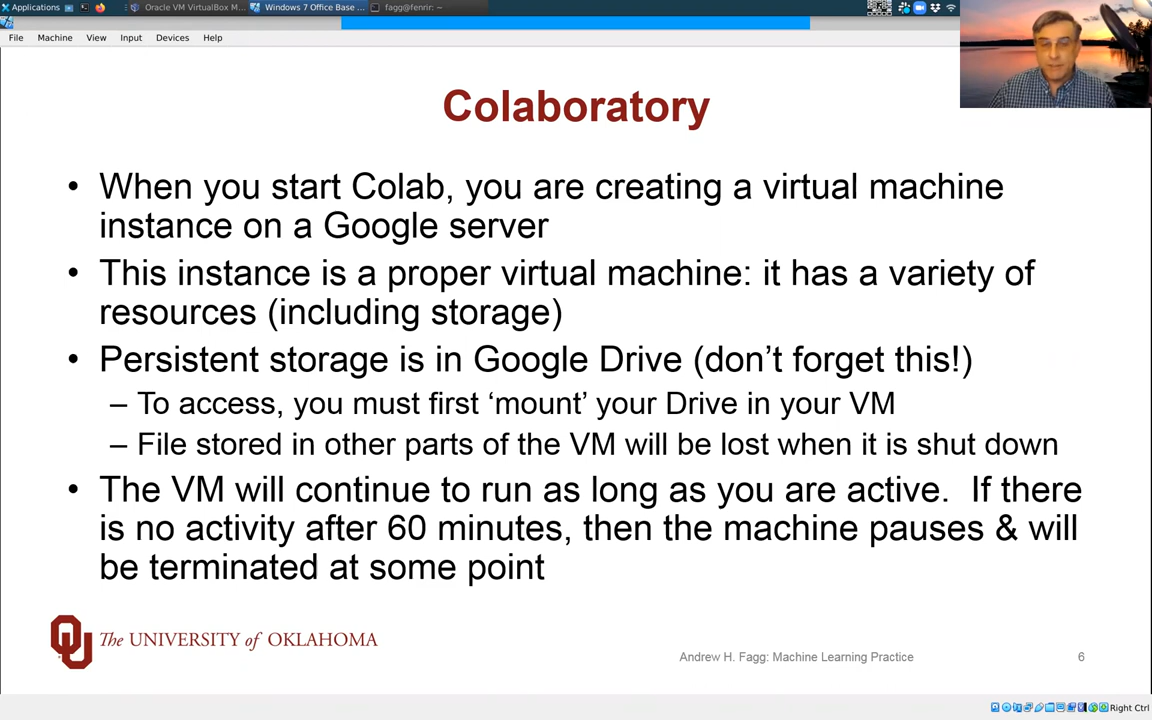 Applications
Oracle VM VirtualBox M...
Windows 7 Office Base ...
fagg@fenrir: ~
File Machine View Input Devices Help
Colaboratory
• When you start Colab, you are creating a virtual machine
instance on a Google server
• This instance is a proper virtual machine: it has a variety of
resources (including storage)
• Persistent storage is in Google Drive (don’t forget this!)
– To access, you must first ‘mount’ your Drive in your VM
– File stored in other parts of the VM will be lost when it is shut down
• The VM will continue to run as long as you are active.  If there
is no activity after 60 minutes, then the machine pauses & will
be terminated at some point
The UNIVERSITY of OKLAHOMA
Andrew H. Fagg: Machine Learning Practice
6
Right Ctrl